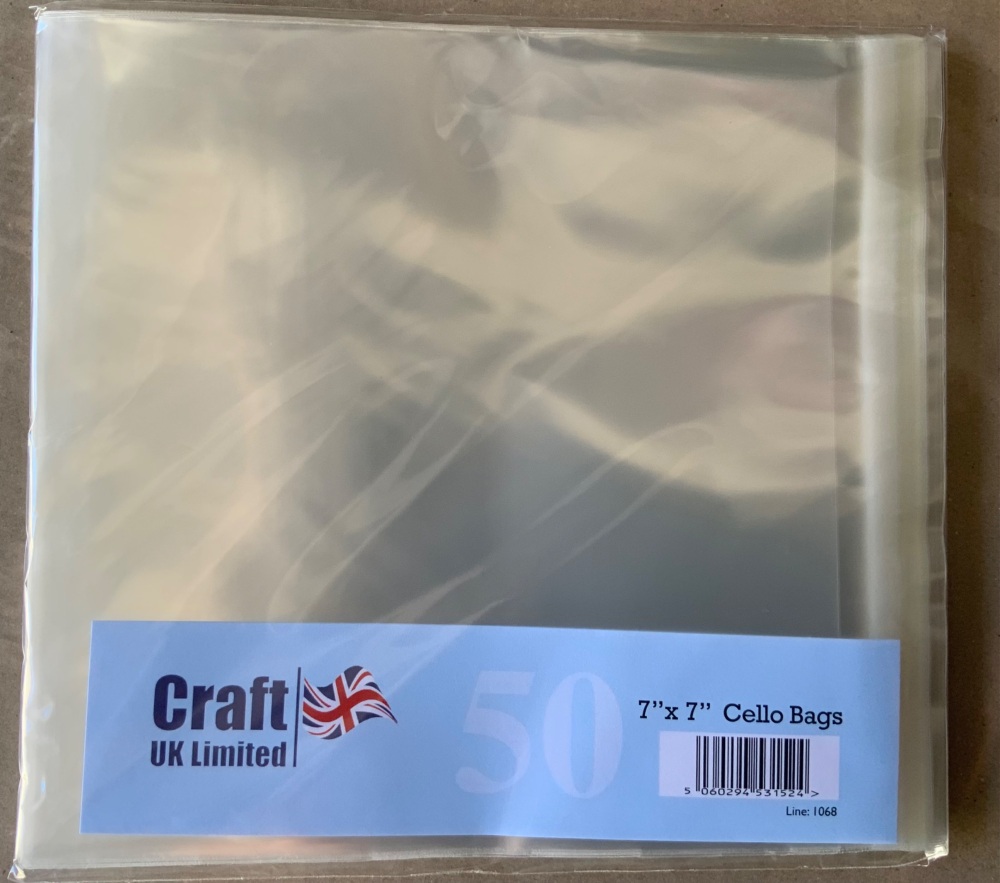 Craft
UK Limited
50
7”x 7” Cello Bags
5 060294 531524 >
Line: 1068